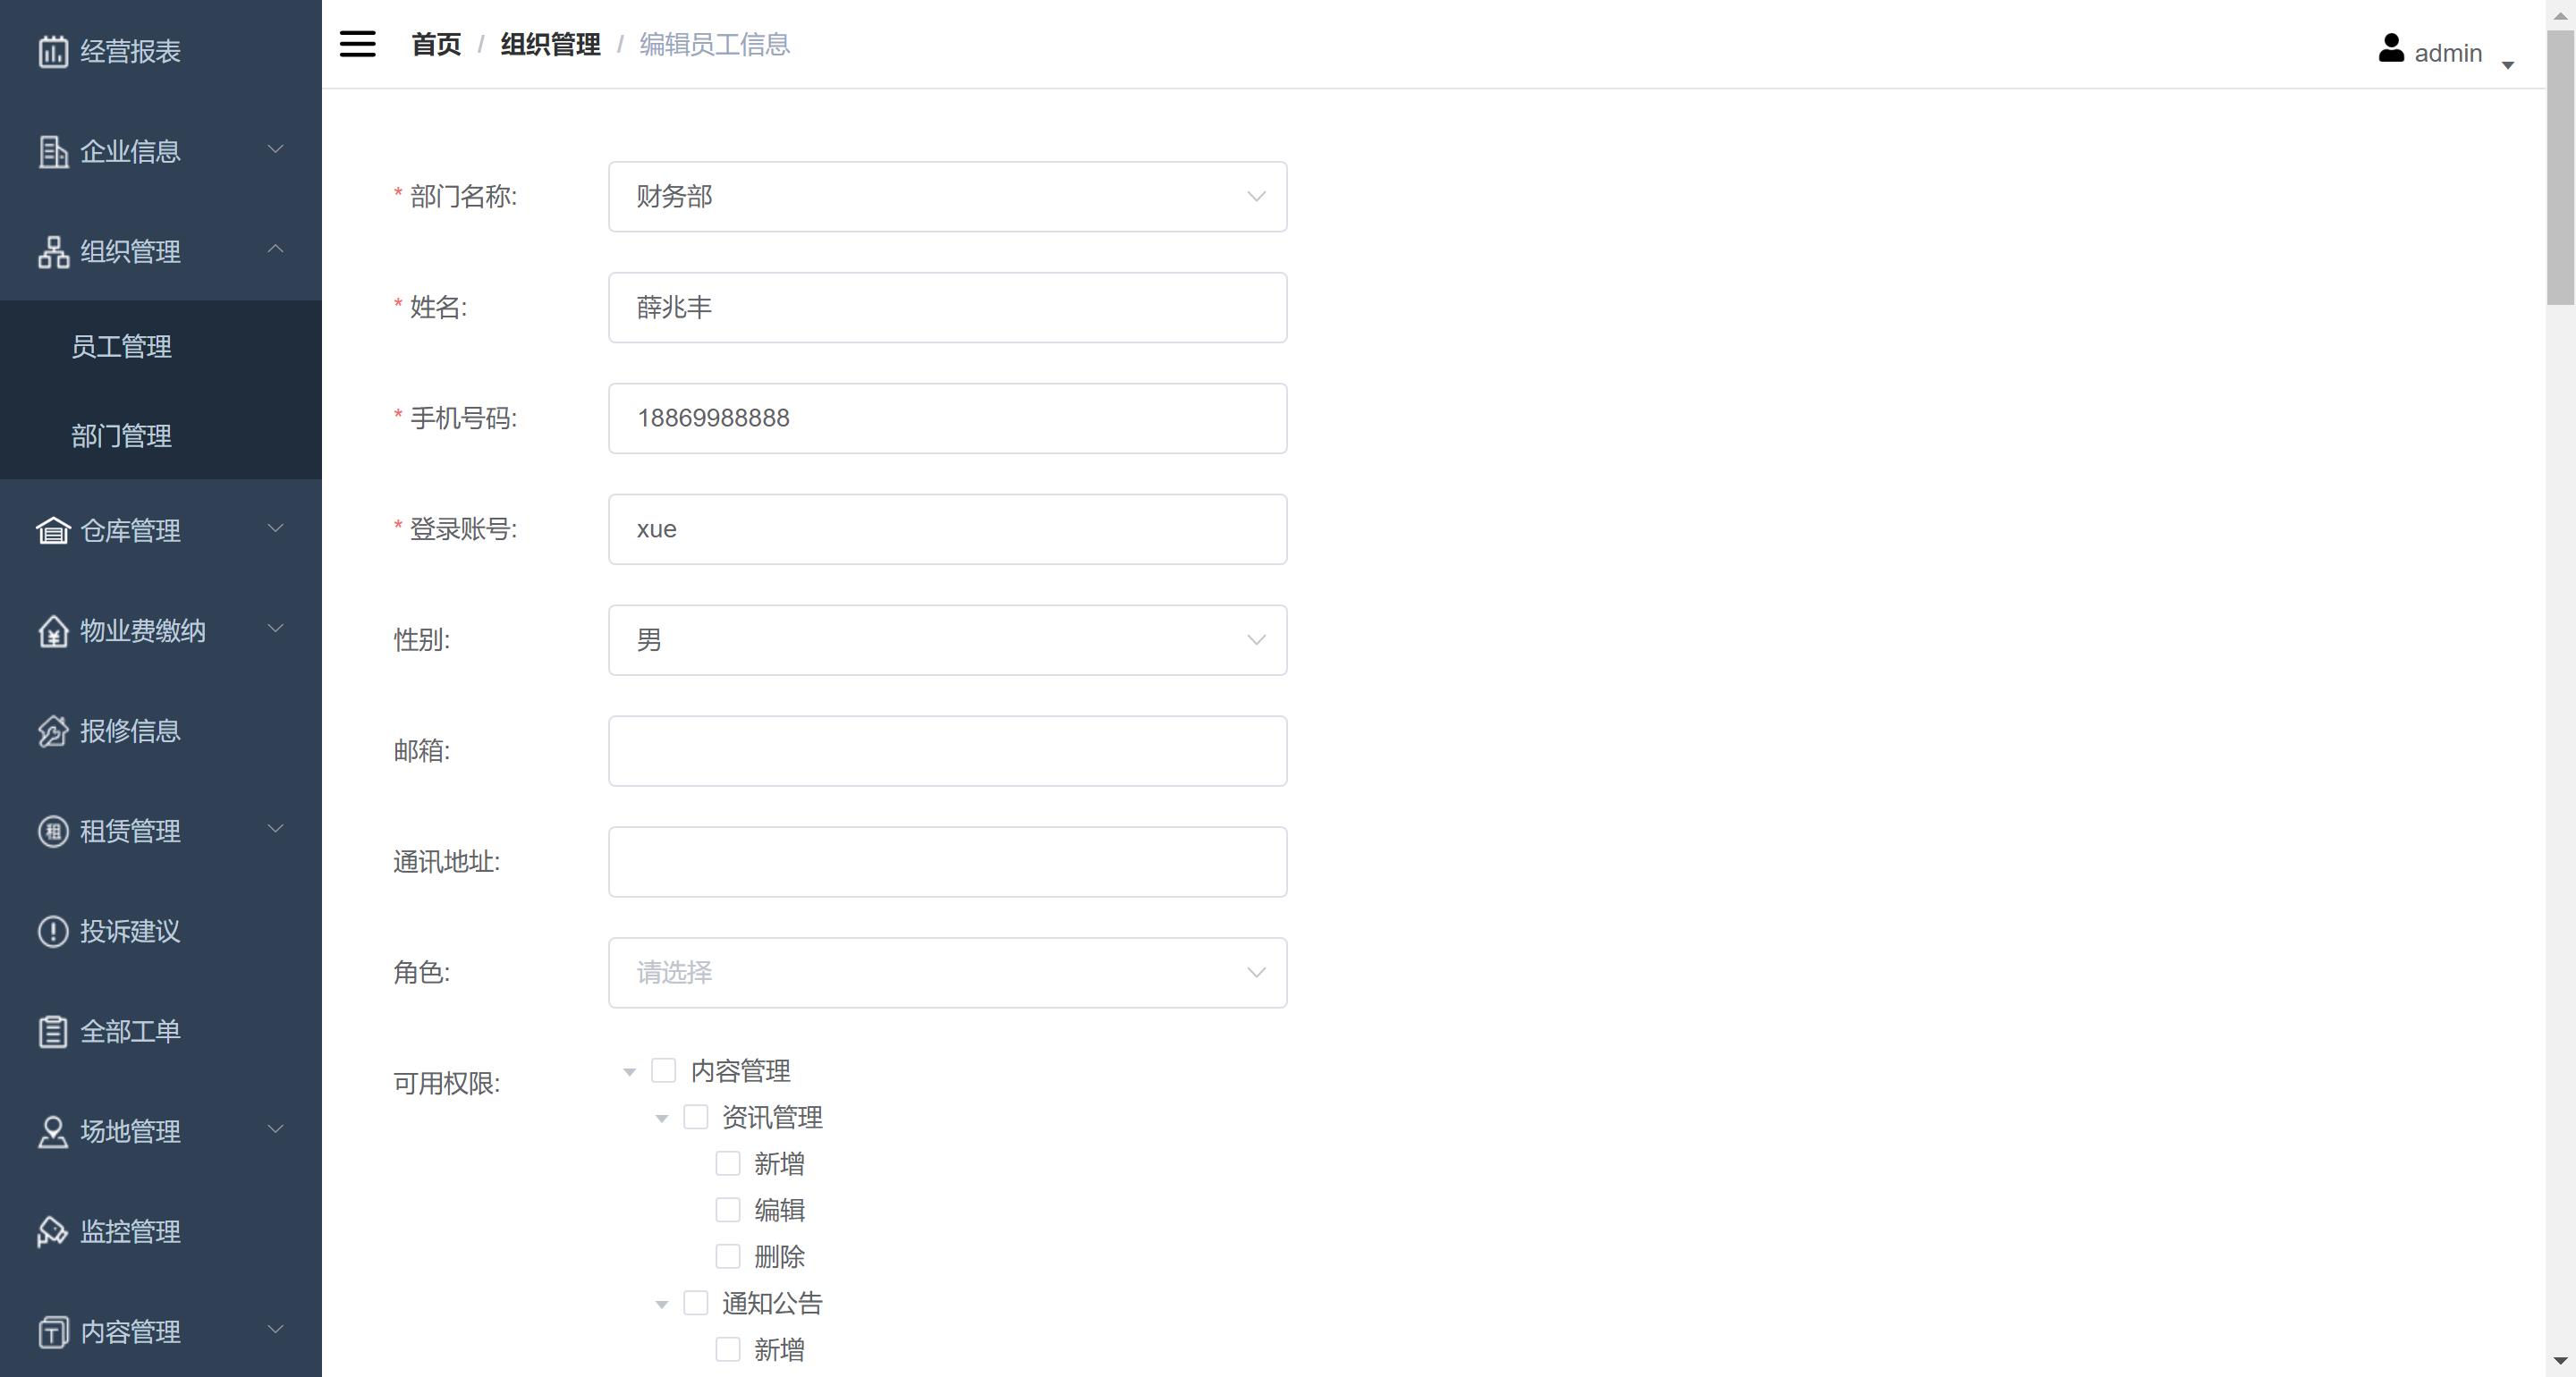 经营报表
企业信息
组织管理
员工管理
部门管理
仓库管理
物业费缴纳
报修信息
租 租赁管理
投诉建议
全部工单
场地管理
监控管理
T 内容管理
首页 / 组织管理 / 编辑员工信息
admin
* 部门名称: 财务部
* 姓名: 薛兆丰
* 手机号码: 18869988888
* 登录账号: xue
性别: 男
邮箱:
通讯地址:
角色: 请选择
可用权限: 内容管理
资讯管理
新增
编辑
删除
通知公告
新增